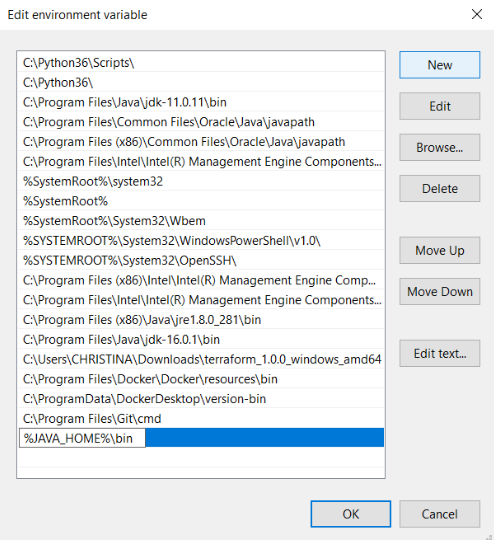 Edit environment variable
C:\Python36\Scripts\
New
C:\Python36\
C:\Program Files\Java\jdk-11.0.11\bin
Edit
C:\Program Files\Common Files\Oracle\Java\javapath
C:\Program Files (x86)\Common Files\Oracle\Java\javapath
Browse...
C:\Program Files\Intel\Intel(R) Management Engine Components...
%SystemRoot%\system32
Delete
%SystemRoot%
%SystemRoot%\System32\Wbem
%SYSTEMROOT%\System32\WindowsPowerShell\v1.0\
Move Up
%SYSTEMROOT%\System32\OpenSSH\
C:\Program Files (x86)\Intel\Intel(R) Management Engine Comp...
Move Down
C:\Program Files\Intel\Intel(R) Management Engine Components...
C:\Program Files (x86)\Java\jre1.8.0_281\bin
C:\Program Files\Java\jdk-16.0.1\bin
Edit text...
C:\Users\CHRISTINA\Downloads\terraform_1.0.0_windows_amd64
C:\Program Files\Docker\Docker\resources\bin
C:\ProgramData\DockerDesktop\version-bin
C:\Program Files\Git\cmd
%JAVA_HOME%\bin
OK
Cancel